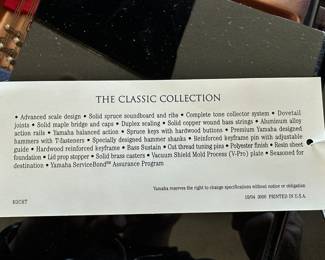 THE CLASSIC COLLECTION
• Advanced scale design • Solid spruce soundboard and ribs • Complete tone collector system • Dovetail
joints • Solid maple bridge and caps • Duplex scaling • Solid copper wound bass strings • Aluminum alloy
action rails • Yamaha balanced action • Spruce keys with hardwood buttons • Premium Yamaha designed
hammers with T-fasteners • Specially designed hammer shanks • Reinforced keyframe pin with adjustable
guide • Hardwood reinforced keyframe • Bass Sustain • Cut thread tuning pins • Polyester finish • Resin sheet
foundation • Lid prop stopper • Solid brass casters • Vacuum Shield Mold Process (V-Pro) plate • Seasoned for
destination • Yamaha ServiceBond™ Assurance Program
Yamaha reserves the right to change specifications without notice or obligation
10/04 3000 PRINTED IN U.S.A.